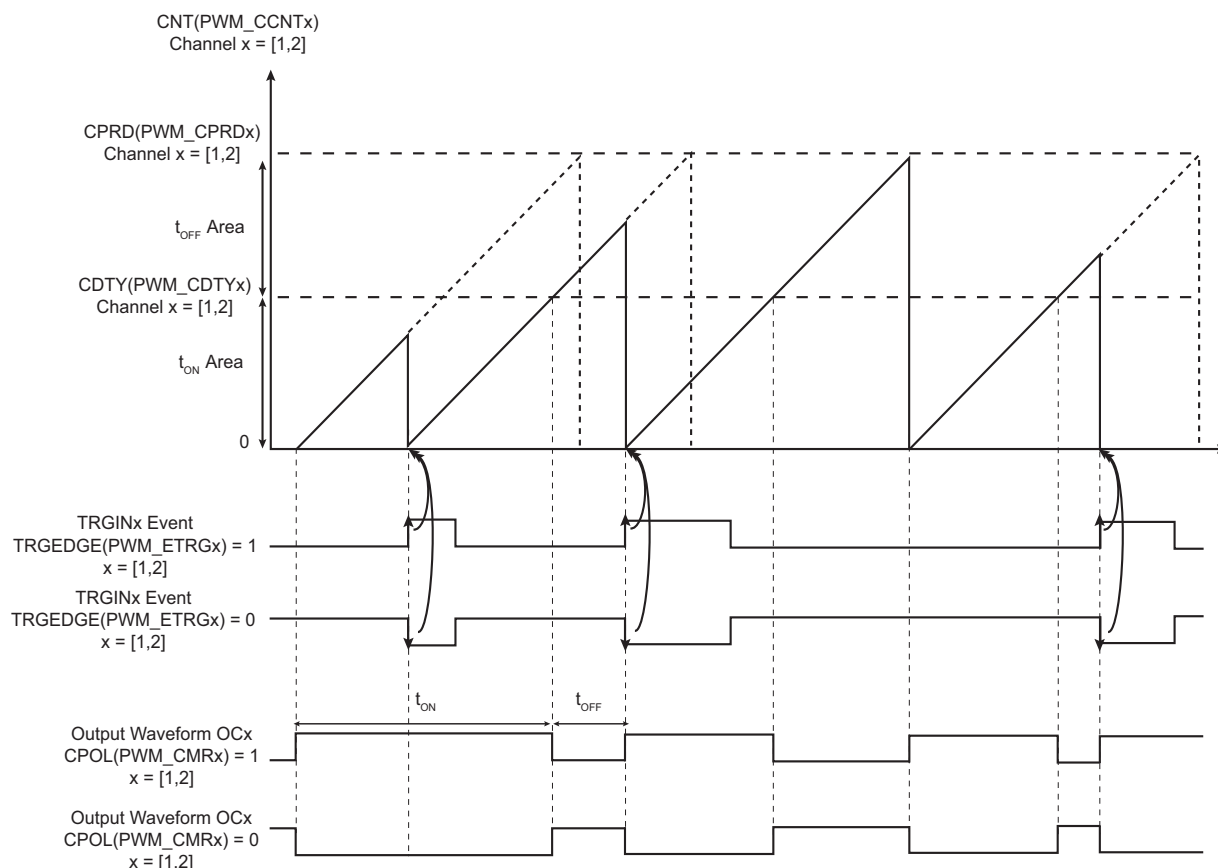 CNT(PWM_CCNTx)
Channel x = [1,2]
CPRD(PWM_CPRDx)
Channel x = [1,2]
tOFF Area
CDTY(PWM_CDTYx)
Channel x = [1,2]
tON Area
0
TRGINx Event
TRGEDGE(PWM_ETRGx) = 1
x = [1,2]
TRGINx Event
TRGEDGE(PWM_ETRGx) = 0
x = [1,2]
tON
tOFF
Output Waveform OCx
CPOL(PWM_CMRx) = 1
x = [1,2]
Output Waveform OCx
CPOL(PWM_CMRx) = 0
x = [1,2]